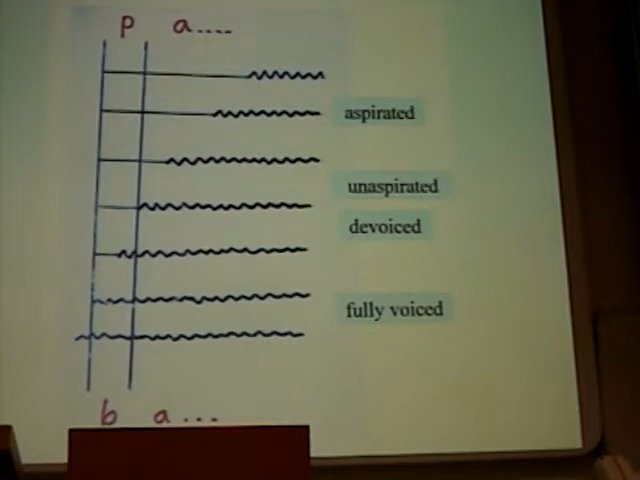 p a....
aspirated
unaspirated
devoiced
fully voiced
b a...